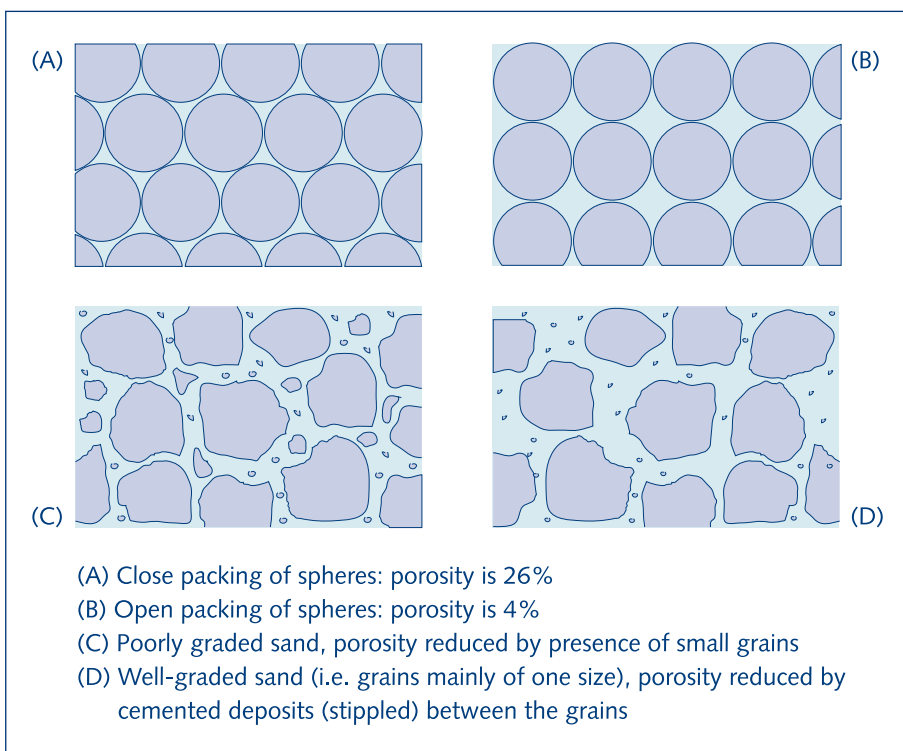 (A)
(B)
(C)
(D)
(A) Close packing of spheres: porosity is 26%
(B) Open packing of spheres: porosity is 4%
(C) Poorly graded sand, porosity reduced by presence of small grains
(D) Well-graded sand (i.e. grains mainly of one size), porosity reduced by
cemented deposits (stippled) between the grains